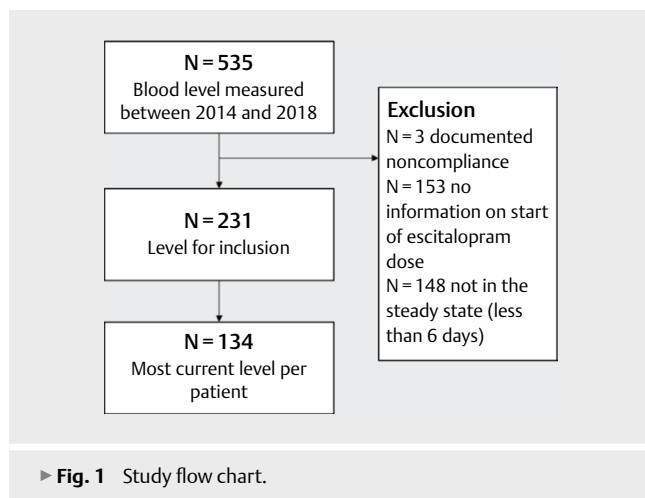 N = 535
Blood level measured
between 2014 and 2018
Exclusion
N = 3 documented
noncompliance
N = 153 no
information on start
of escitalopram
dose
N = 148 not in the
steady state (less
than 6 days)
N = 231
Level for inclusion
N = 134
Most current level per
patient
▶ Fig. 1 Study flow chart.